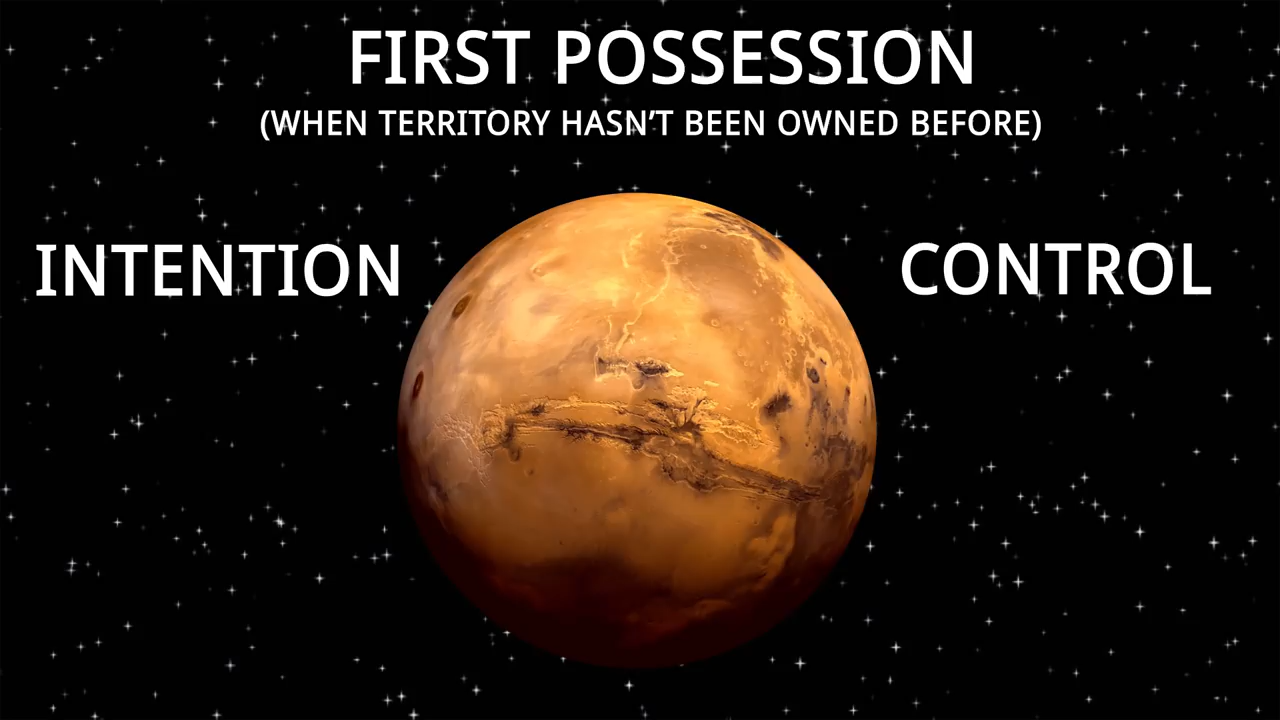 FIRST POSSESSION
(WHEN TERRITORY HASN’T BEEN OWNED BEFORE)
INTENTION
CONTROL